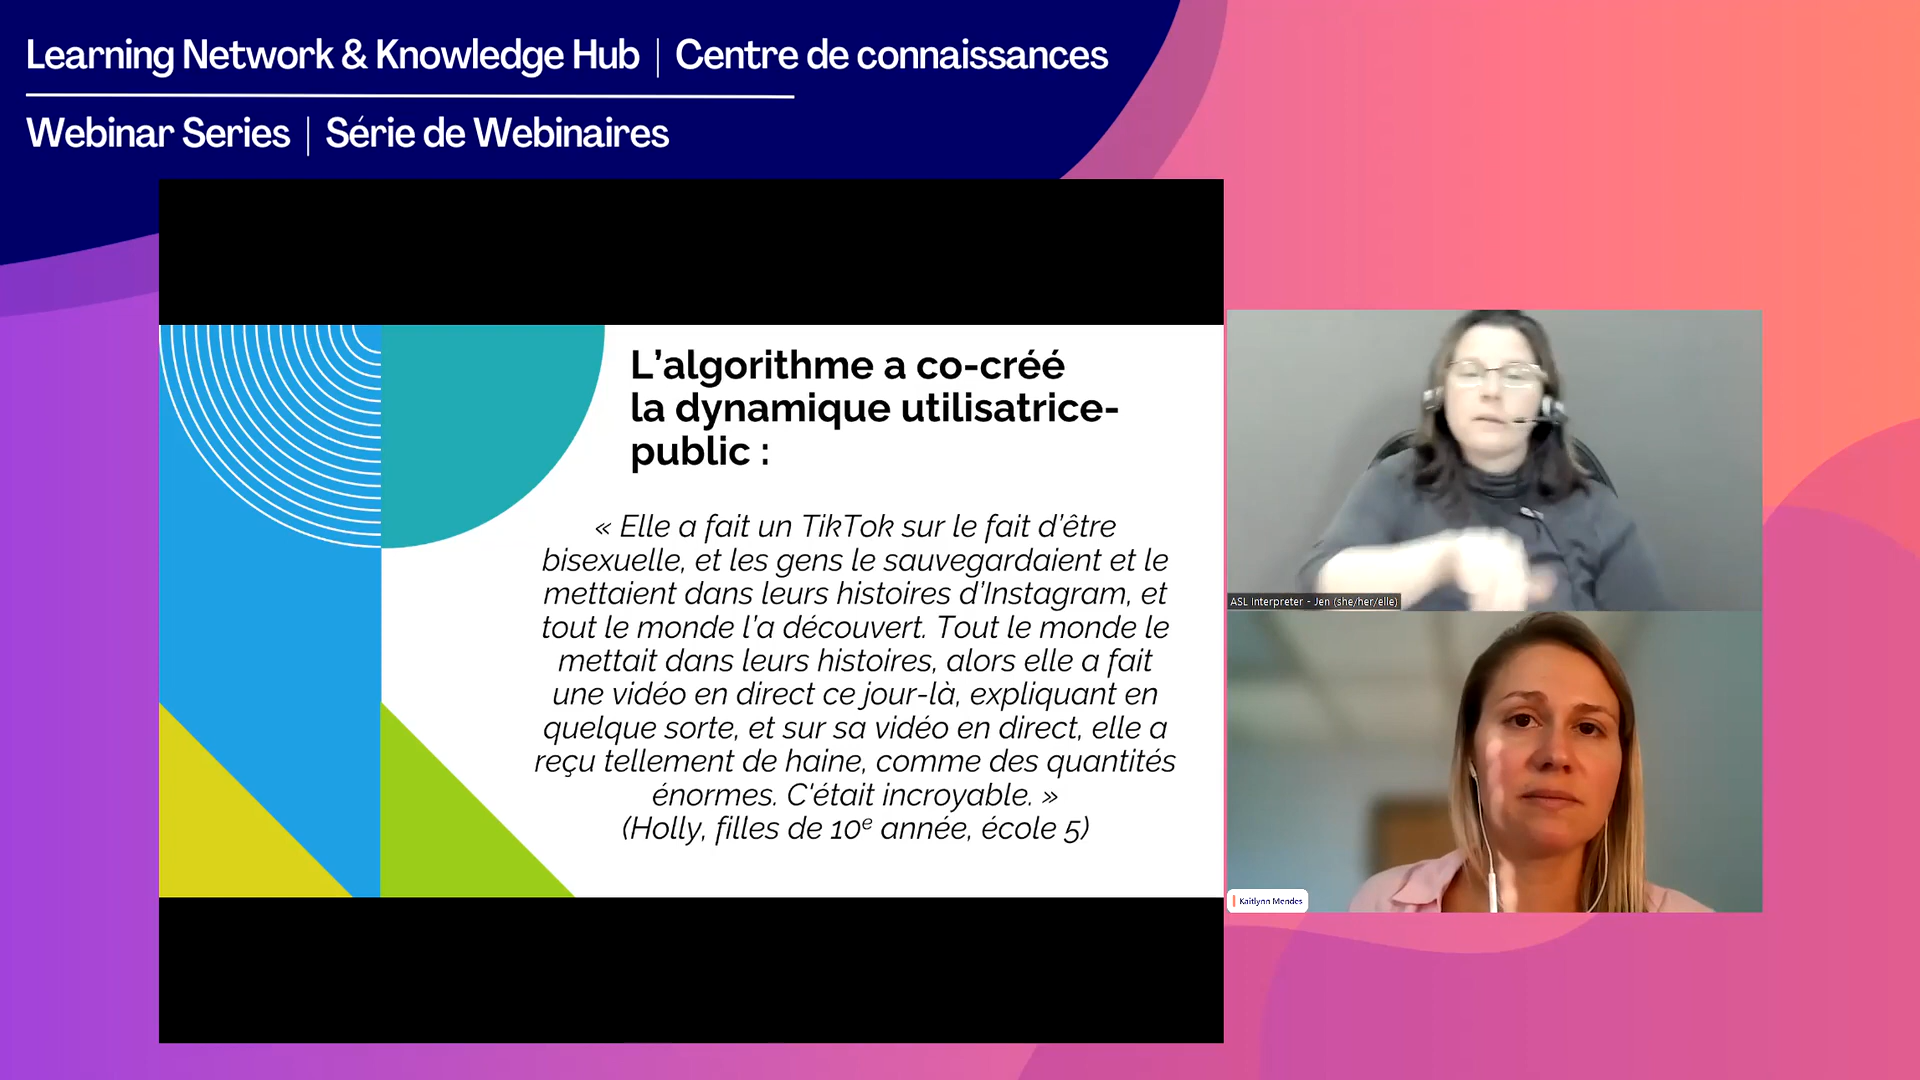 Learning Network & Knowledge Hub | Centre de connaissances
Webinar Series | Série de Webinaires
L’algorithme a co-créé
la dynamique utilisatrice-
public :
« Elle a fait un TikTok sur le fait d’être
bisexuelle, et les gens le sauvegardaient et le
mettaient dans leurs histoires d’Instagram, et
tout le monde l’a découvert. Tout le monde le
mettait dans leurs histoires, alors elle a fait
une vidéo en direct ce jour-là, expliquant en
quelque sorte, et sur sa vidéo en direct, elle a
reçu tellement de haine, comme des quantités
énormes. C'était incroyable. »
(Holly, filles de 10e année, école 5)
ASL Interpreter - Jen (she/her/elle)
Kaitlynn Mendes